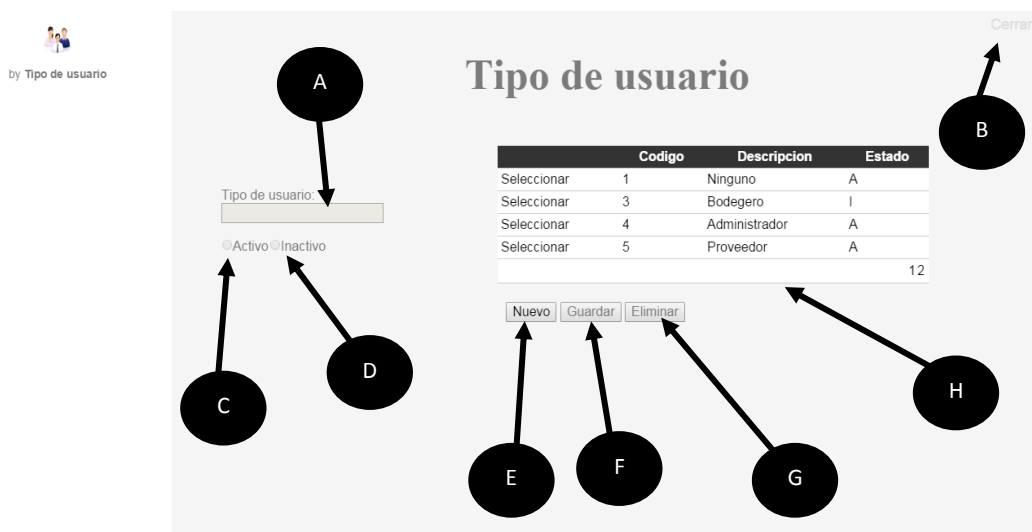 Cerrar
by Tipo de usuario
A
Tipo de usuario
B
Codigo Descripcion Estado
Seleccionar 1 Ninguno A
Seleccionar 3 Bodegero I
Seleccionar 4 Administrador A
Seleccionar 5 Proveedor A
12
Tipo de usuario:
Activo Inactivo
Nuevo Guardar Eliminar
C
D
H
E
F
G